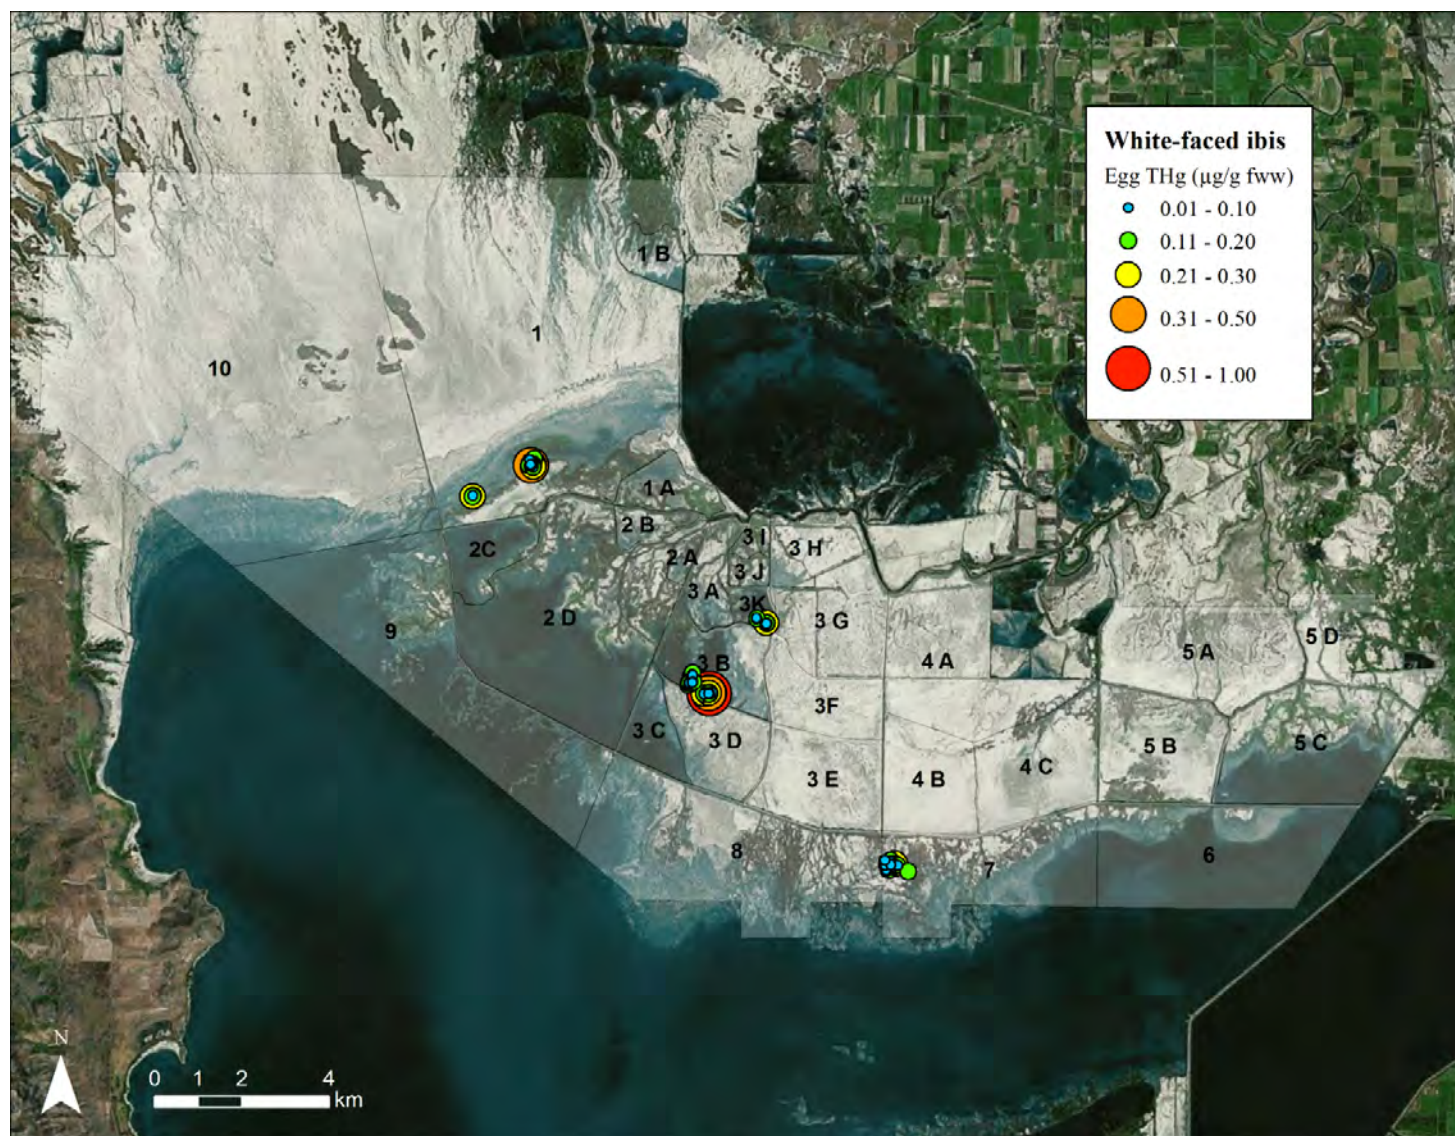 White-faced ibis
Egg THg (µg/g fww)
0.01 - 0.10
0.11 - 0.20
0.21 - 0.30
0.31 - 0.50
0.51 - 1.00
1 B
1
10
1 A
2 B
2C
2 A
3 I
3 H
3 J
3 A
3K
3 G
2 D
9
4 A
5 A
5 D
3 B
3F
3 C
3 D
5 B
5 C
3 E
4 B
4 C
8
7
6
N
0 1 2 4
km